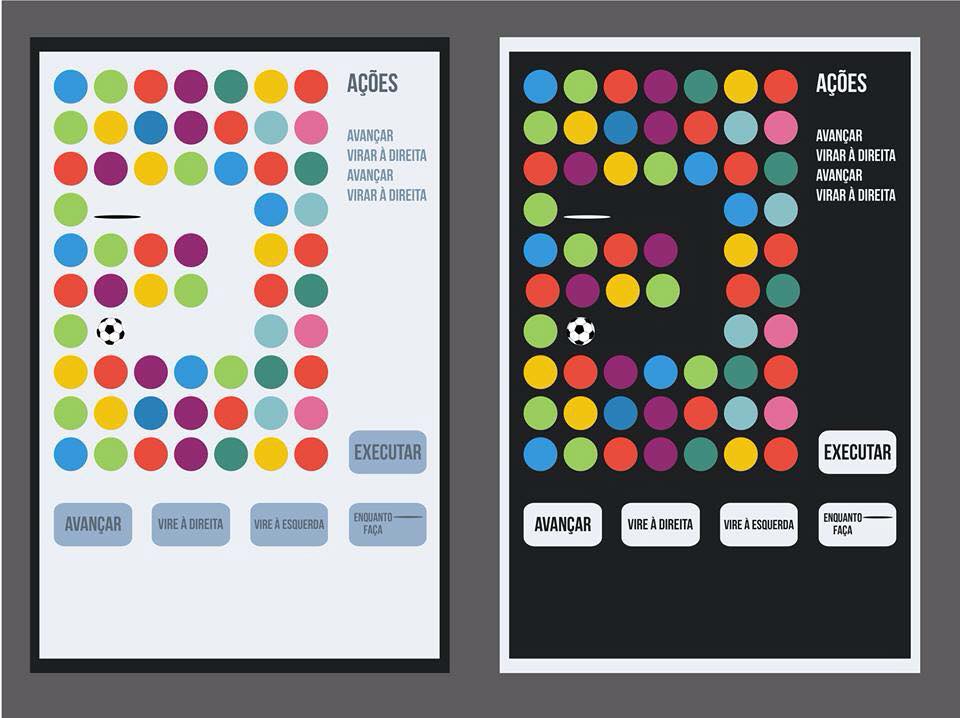 AÇÕES
AVANÇAR
VIRAR À DIREITA
AVANÇAR
VIRAR À DIREITA
EXECUTAR
AVANÇAR
VIRE À DIREITA
VIRE À ESQUERDA
ENQUANTO
FAÇA
AÇÕES
AVANÇAR
VIRAR À DIREITA
AVANÇAR
VIRAR À DIREITA
EXECUTAR
AVANÇAR
VIRE À DIREITA
VIRE À ESQUERDA
ENQUANTO
FAÇA